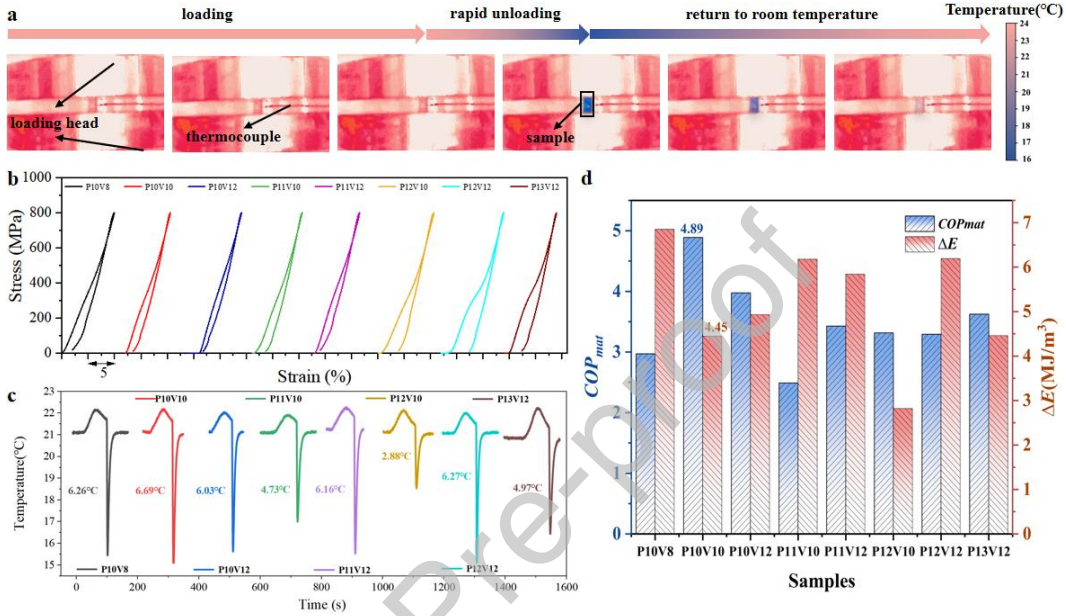 a
loading
rapid unloading
return to room temperature
Temperature(℃)
loading head
thermocouple
sample
24
23
22
21
20
19
18
17
16
b
P10V8 P10V10 P10V12 P11V10 P11V12 P12V10 P12V12 P13V12
Stress (MPa)
1000
800
600
400
200
0
5
Strain (%)
c
P10V10 P11V10 P12V10 P13V12
Temperature(℃)
23
22
21
20
19
18
17
16
15
6.26℃ 6.69℃ 6.03℃ 4.73℃ 6.16℃ 2.88℃ 6.27℃ 4.97℃
P10V8 P10V12 P11V12 P12V12
0 200 400 600 800 1000 1200 1400 1600
Time (s)
d
COPmat
ΔE
4.89
4.45
COPmat
5
4
3
2
1
0
ΔE(MJ/m³)
7
6
5
4
3
2
1
0
P10V8 P10V10 P10V12 P11V10 P11V12 P12V10 P12V12 P13V12
Samples
Pre-proof